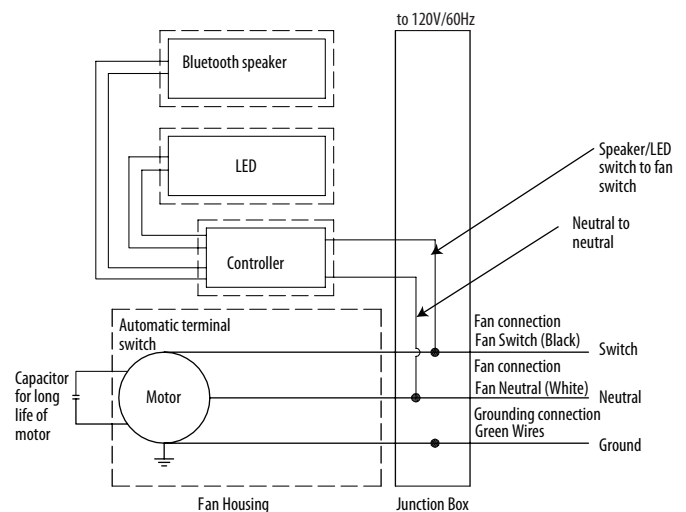 to 120V/60Hz
Bluetooth speaker
LED
Controller
Speaker/LED
switch to fan
switch
Neutral to
neutral
Automatic terminal
switch
Motor
Capacitor
for long
life of
motor
Fan connection
Fan Switch (Black)
Switch
Fan connection
Fan Neutral (White)
Neutral
Grounding connection
Green Wires
Ground
Fan Housing
Junction Box